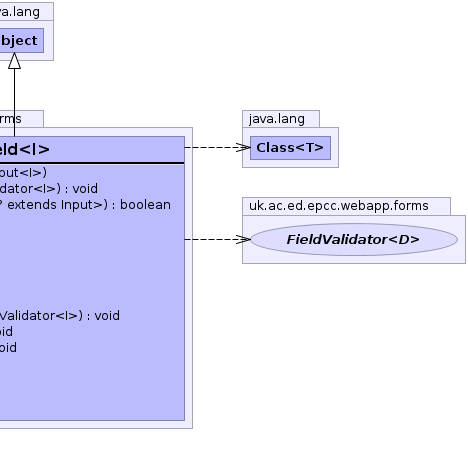 va.lang
bject
rms
eld<I>
put<I>)
dator<I>) : void
? extends Input>) : boolean
Validator<I>) : void
oid
oid
java.lang
Class<T>
uk.ac.ed.epcc.webapp.forms
FieldValidator<D>